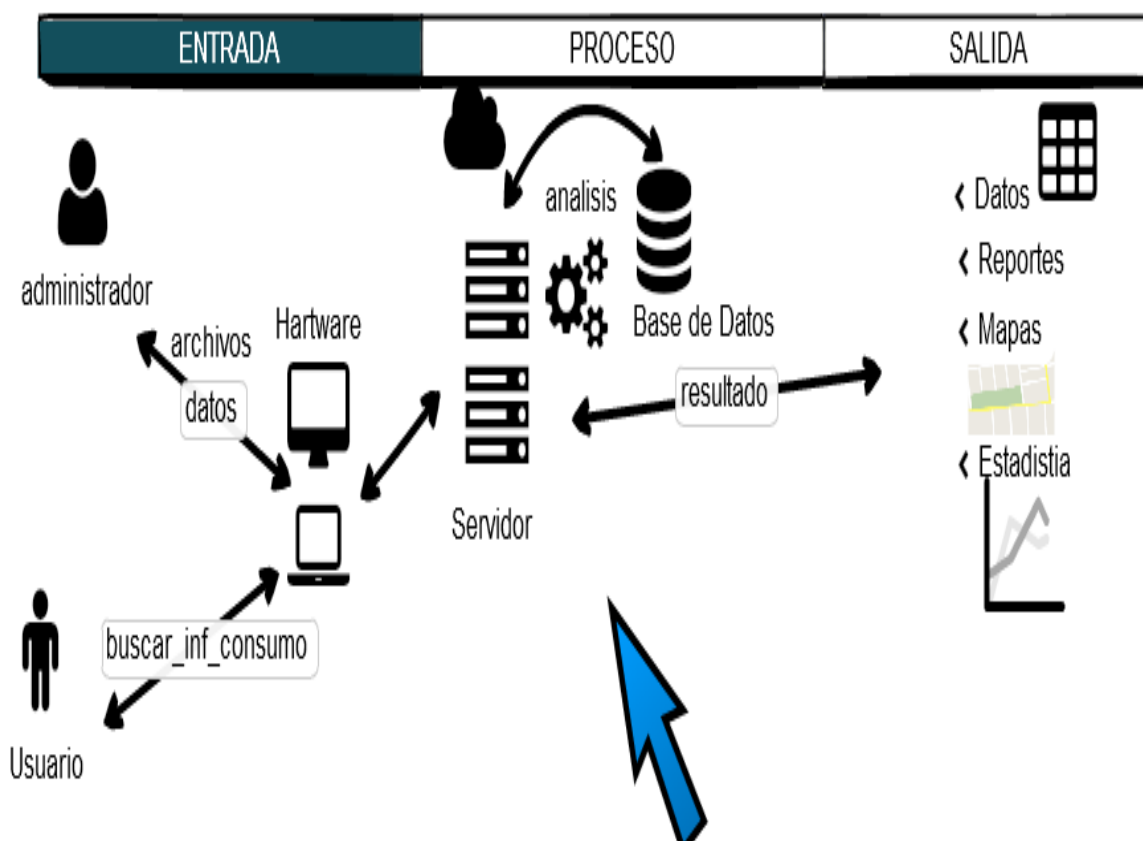 ENTRADA
PROCESO
SALIDA
administrador
archivos
datos
Hartware
buscar_inf_consumo
Usuario
analisis
Base de Datos
Servidor
resultado
Datos
Reportes
Mapas
Estadistia